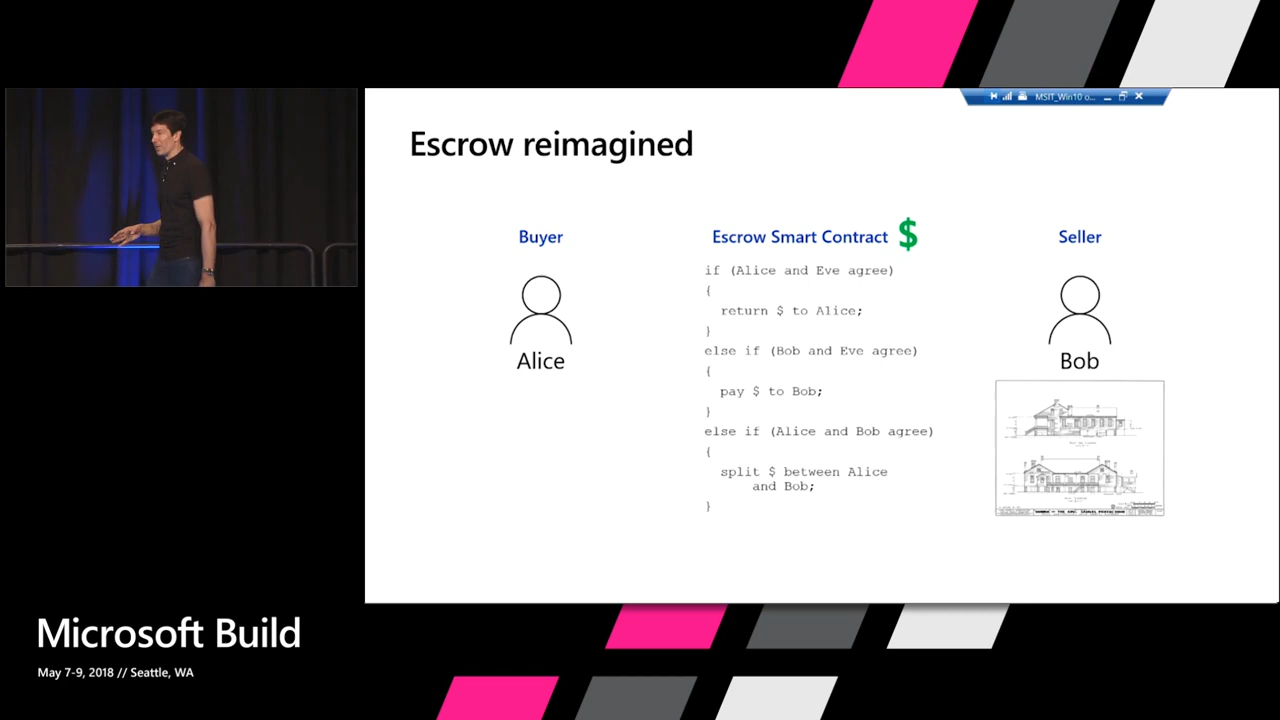 MSIT_Win10 o...
Escrow reimagined
Buyer
Escrow Smart Contract $
Seller
if (Alice and Eve agree)
{
return $ to Alice;
}
else if (Bob and Eve agree)
{
pay $ to Bob;
}
else if (Alice and Bob agree)
{
split $ between Alice
and Bob;
}
Alice
Bob
Microsoft Build
May 7-9, 2018 // Seattle, WA